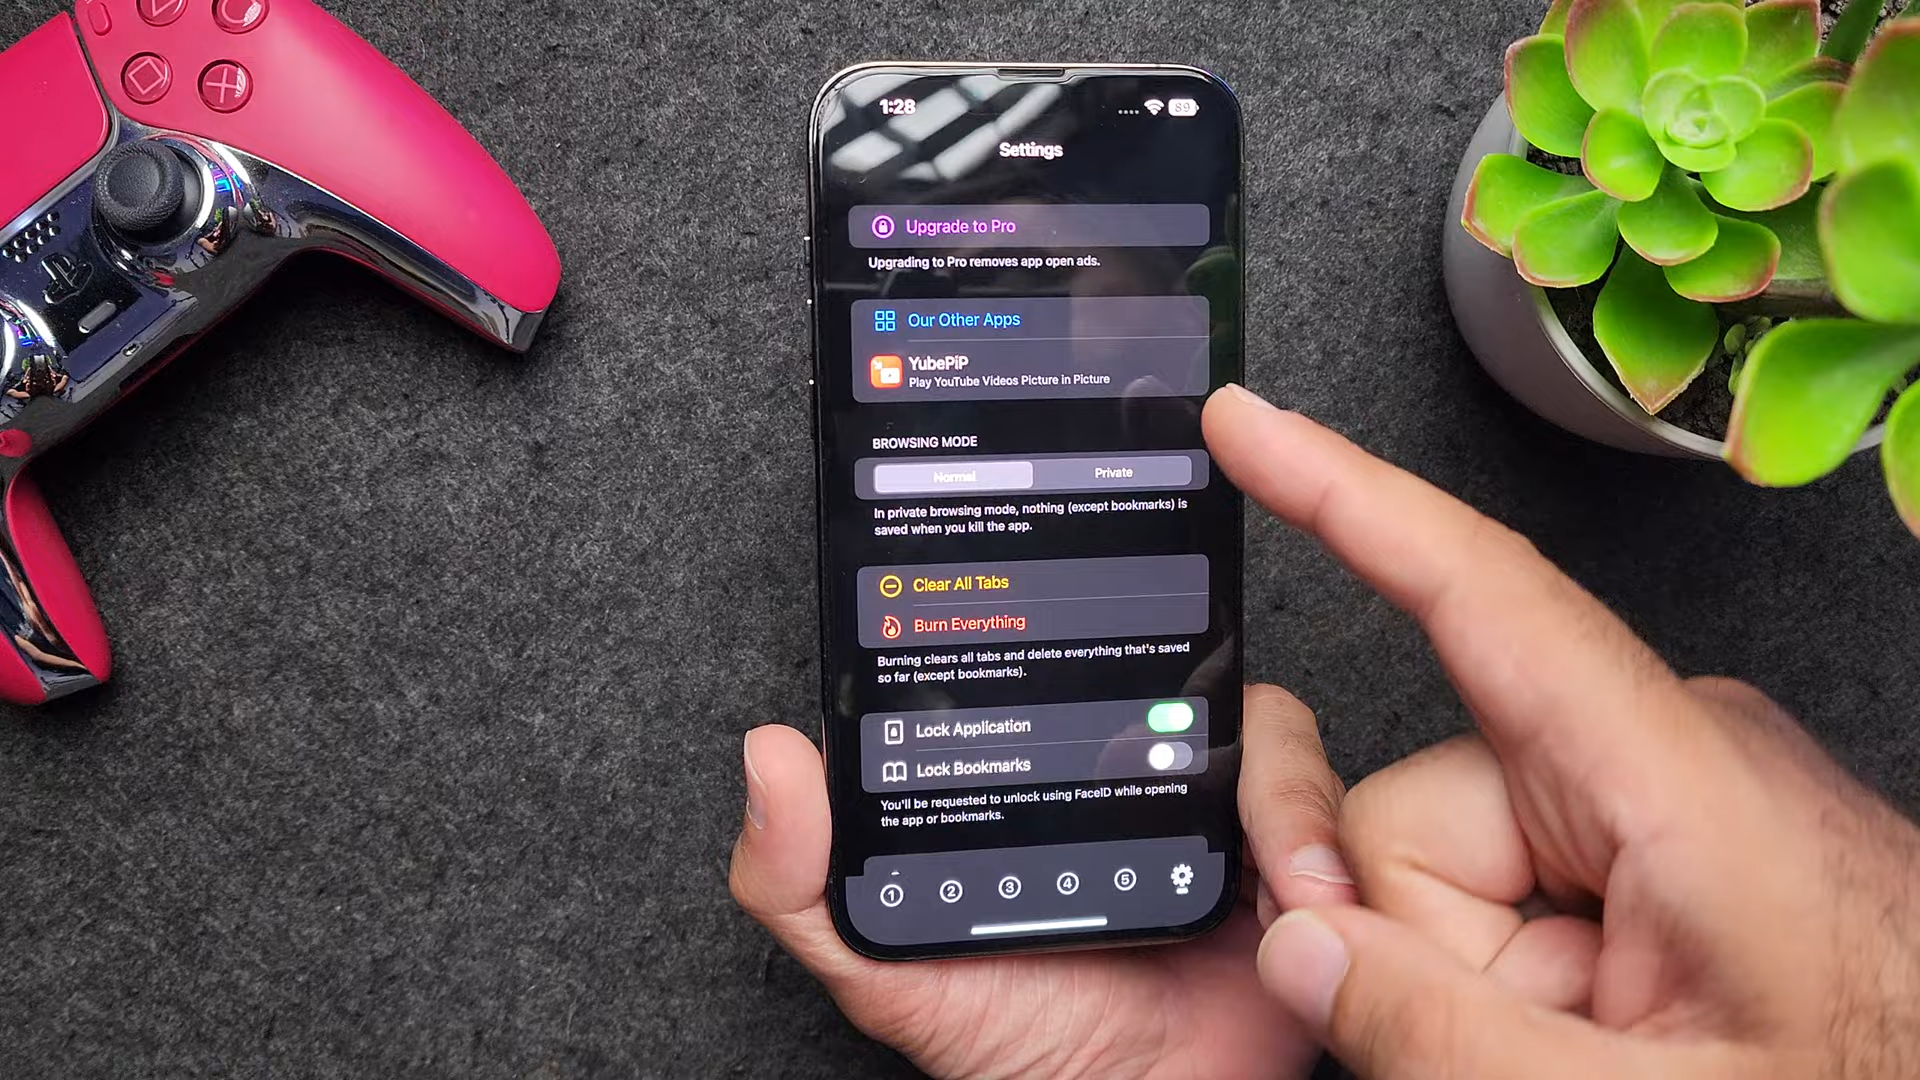 1:28
89
Settings
Upgrade to Pro
Upgrading to Pro removes app open ads.
Our Other Apps
YubePiP
Play YouTube Videos Picture in Picture
BROWSING MODE
Normal
Private
In private browsing mode, nothing (except bookmarks) is
saved when you kill the app.
Clear All Tabs
Burn Everything
Burning clears all tabs and delete everything that's saved
so far (except bookmarks).
Lock Application
Lock Bookmarks
You'll be requested to unlock using FaceID while opening
the app or bookmarks.
1 2 3 4 5